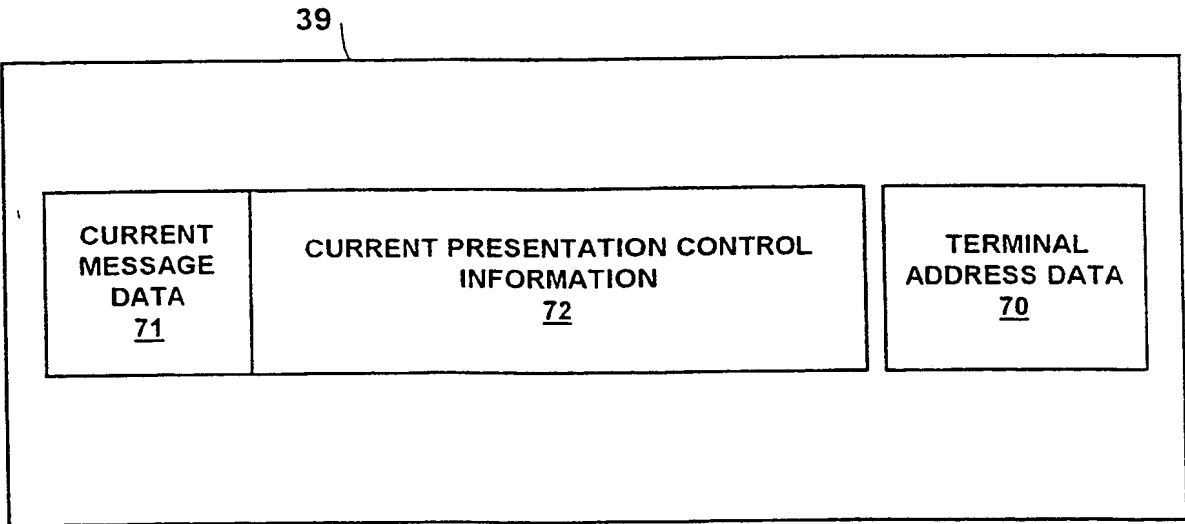 39
CURRENT
MESSAGE
DATA
71
CURRENT PRESENTATION CONTROL
INFORMATION
72
TERMINAL
ADDRESS DATA
70